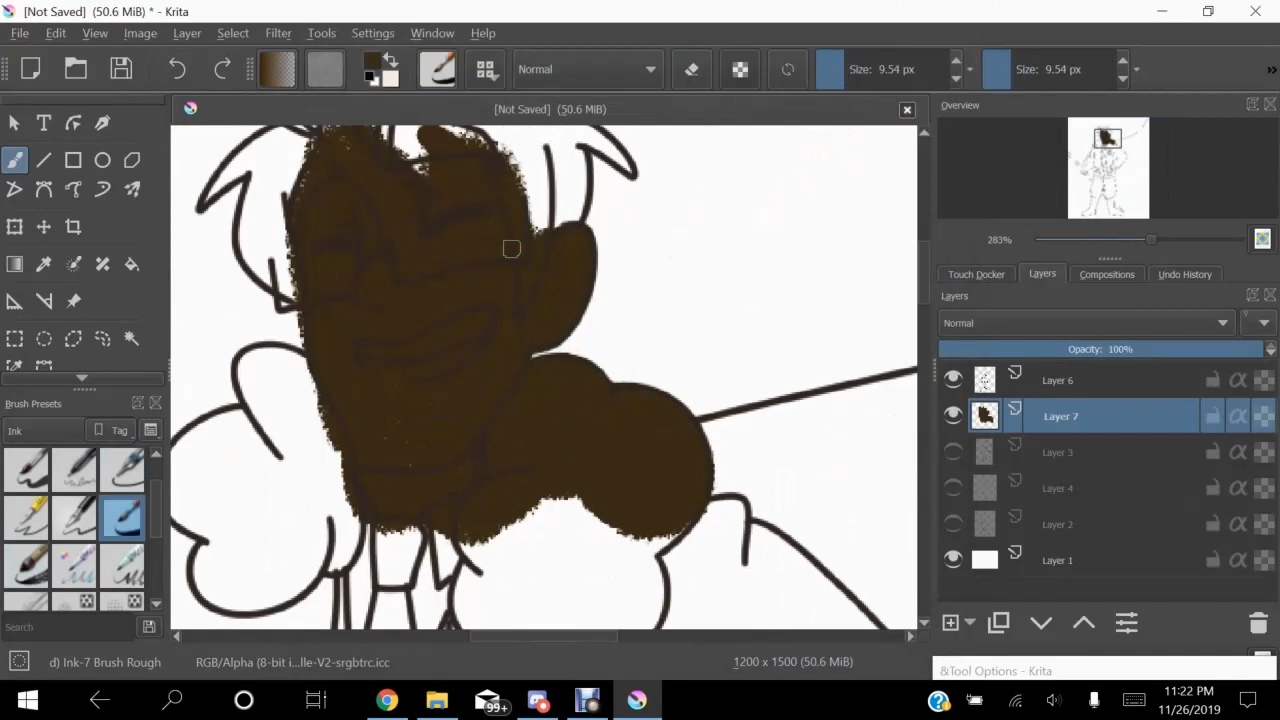 [Not Saved] (50.6 MiB) * - Krita
File Edit View Image Layer Select Filter Tools Settings Window Help
Normal Size: 9.54 px Size: 9.54 px »
[Not Saved] (50.6 MiB)
Overview
283%
Touch Docker Layers Compositions Undo History
Layers
Normal
Opacity: 100%
Layer 6
Layer 7
Layer 3
Layer 4
Layer 2
Layer 1
Brush Presets
Ink Tag
Search
d) Ink-7 Brush Rough RGB/Alpha (8-bit i...lle-V2-srgbtrc.icc 1200 x 1500 (50.6 MiB)
&Tool Options - Krita
99+
11:22 PM
11/26/2019